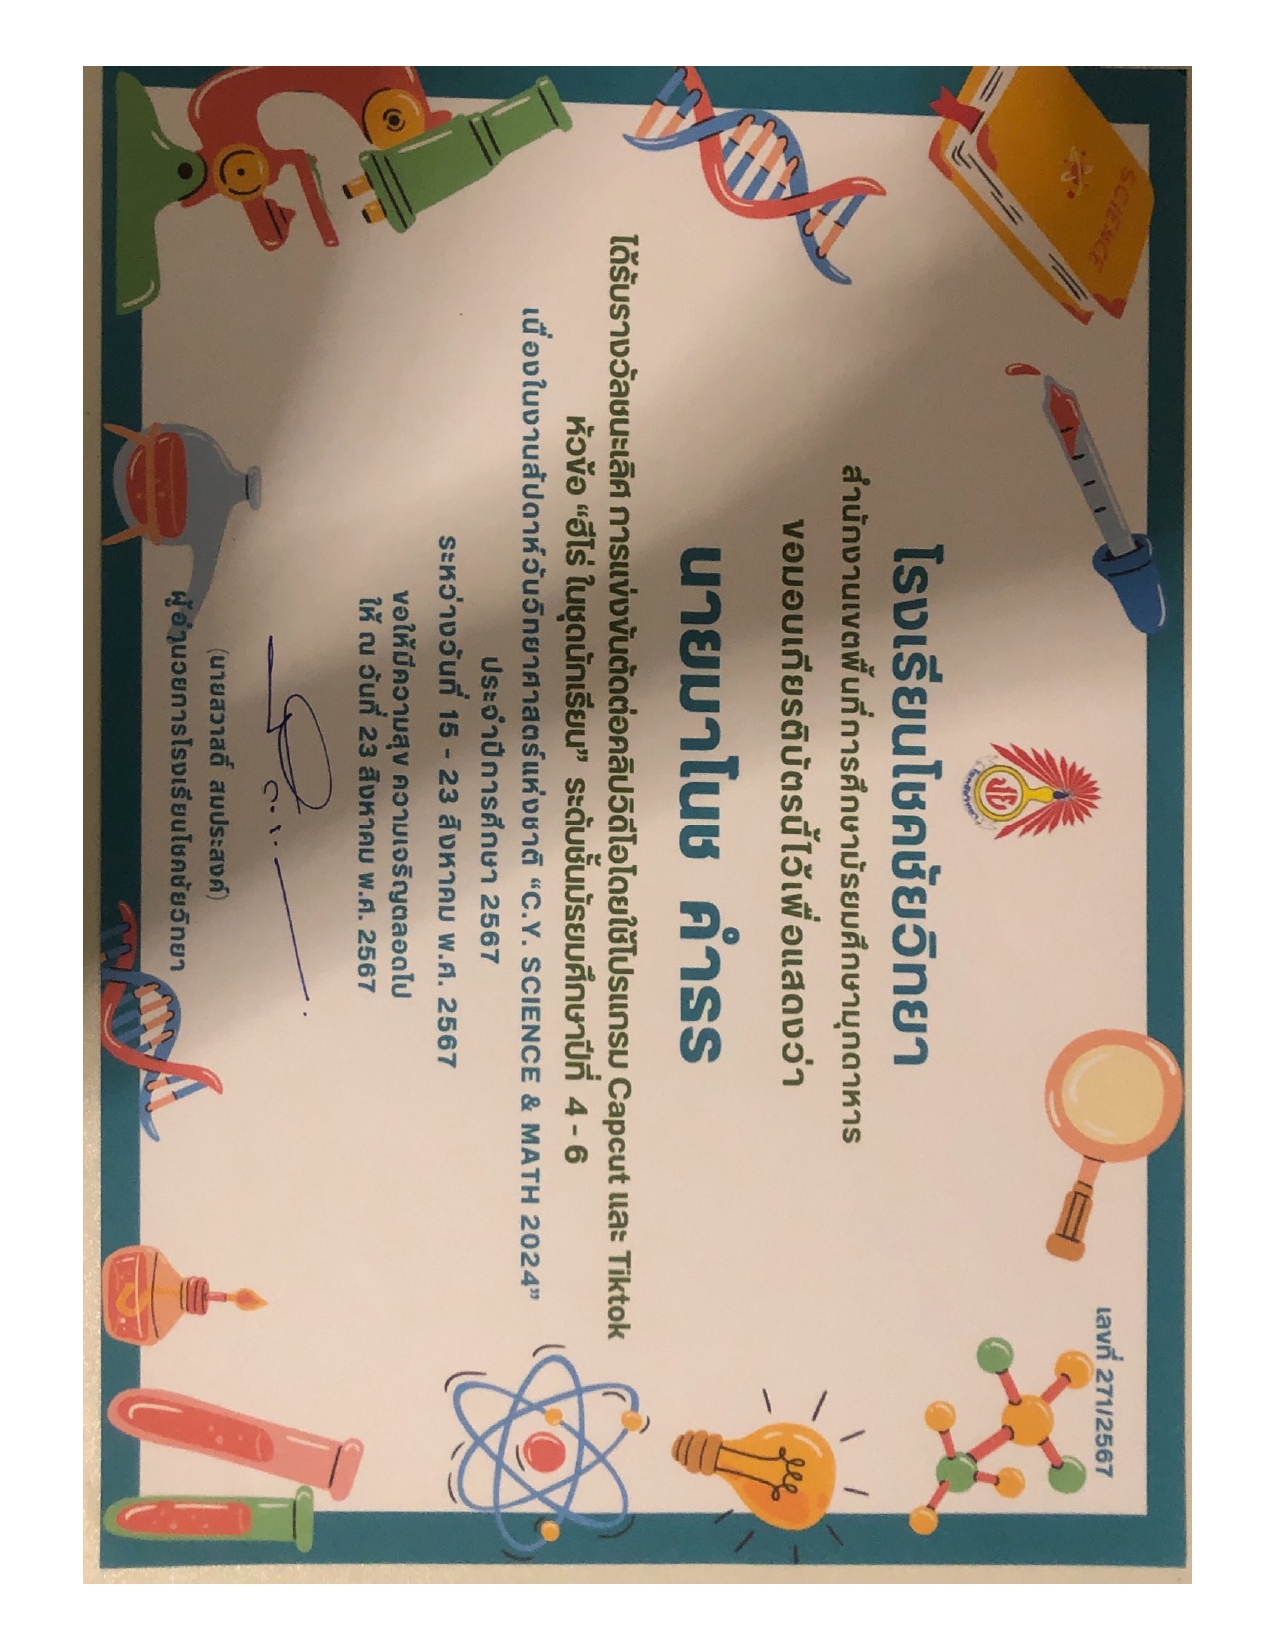 เลขที่ 271/2567
SCIENCE
โรงเรียนโชคชัยวิทยา
สำนักงานเขตพื้นที่การศึกษามัธยมศึกษามุกดาหาร
ขอมอบเกียรติบัตรนี้ไว้เพื่อแสดงว่า
นายมาโนช คำธร
ได้รับรางวัลชนะเลิศ การแข่งขันตัดต่อคลิปวิดีโอโดยใช้โปรแกรม Capcut และ Tiktok
หัวข้อ “ฮีโร่ ในชุดนักเรียน” ระดับชั้นมัธยมศึกษาปีที่ 4 - 6
เนื่องในงานสัปดาห์วันวิทยาศาสตร์แห่งชาติ “C.Y. SCIENCE & MATH 2024”
ประจำปีการศึกษา 2567
ระหว่างวันที่ 15 - 23 สิงหาคม พ.ศ. 2567
ขอให้มีความสุข ความเจริญตลอดไป
ให้ ณ วันที่ 23 สิงหาคม พ.ศ. 2567
(นายสวาสดิ์ สมประสงค์)
ผู้อำนวยการโรงเรียนโชคชัยวิทยา